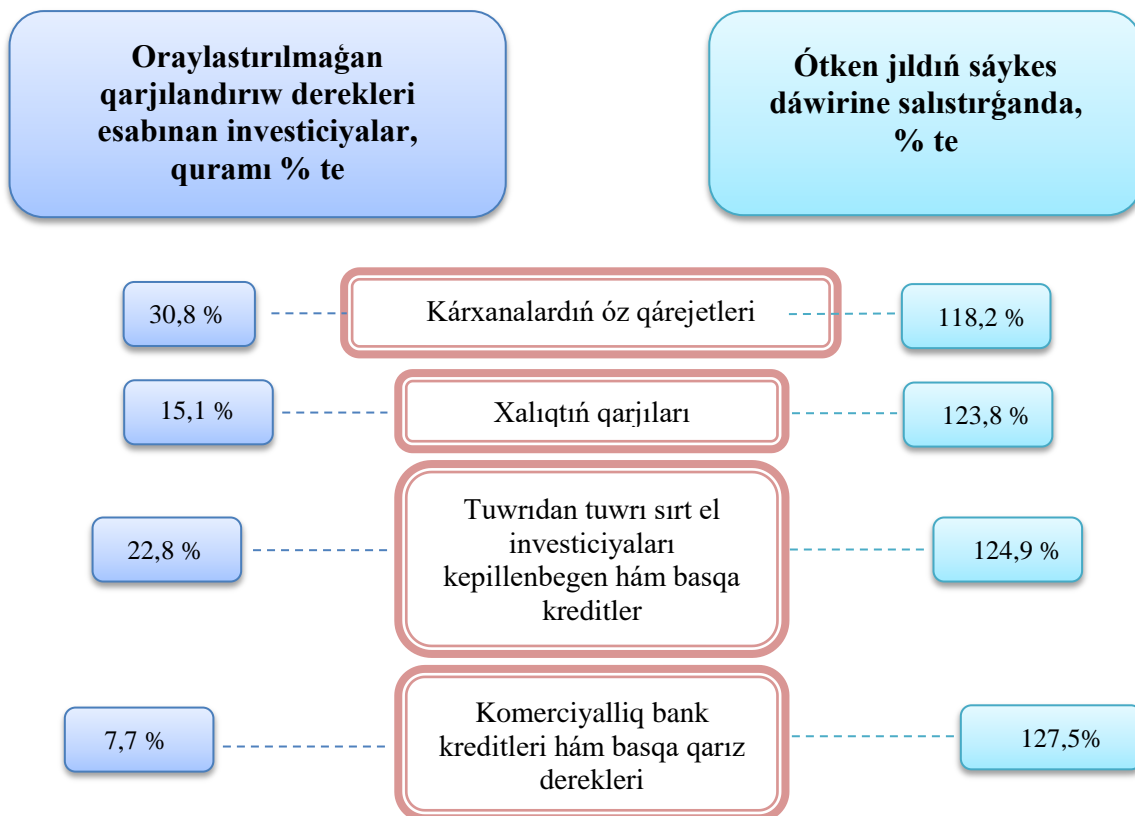 Oraylastırılmaǵan
qarjılandırıw derekleri
esabınan investiciyalar,
quramı % te
Ótken jıldıń sáykes
dáwirine salıstırǵanda,
% te
30,8 %
Kárxanalardıń óz qárejetleri
118,2 %
15,1 %
Xalıqtıń qarjıları
123,8 %
22,8 %
Tuwrıdan tuwrı sırt el
investiciyaları
kepillenbegen hám basqa
kreditler
124,9 %
7,7 %
Komerciyalliq bank
kreditleri hám basqa qarız
derekleri
127,5%